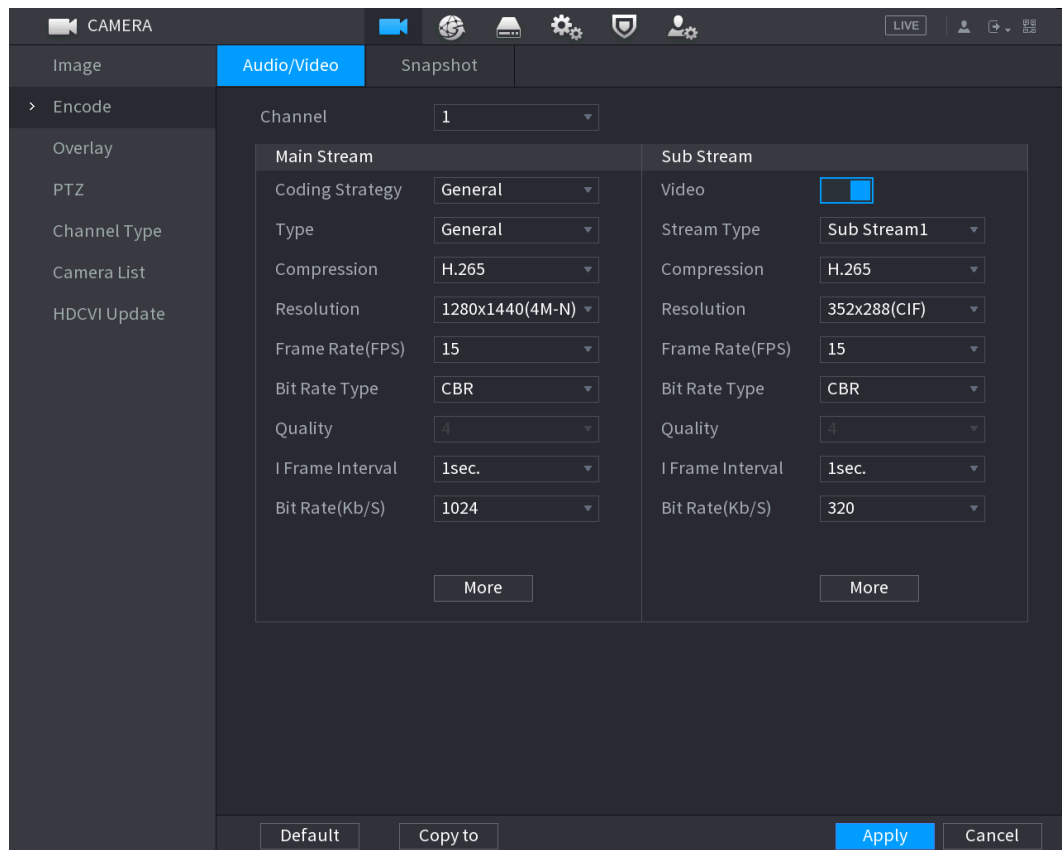 CAMERA
LIVE
Image
Encode
Overlay
PTZ
Channel Type
Camera List
HDCVI Update
Audio/Video Snapshot
Channel 1
Main Stream Sub Stream
Coding Strategy General Video
Type General Stream Type Sub Stream1
Compression H.265 Compression H.265
Resolution 1280x1440(4M-N) Resolution 352x288(CIF)
Frame Rate(FPS) 15 Frame Rate(FPS) 15
Bit Rate Type CBR Bit Rate Type CBR
Quality 4 Quality 4
I Frame Interval 1sec. I Frame Interval 1sec.
Bit Rate(Kb/S) 1024 Bit Rate(Kb/S) 320
More More
Default Copy to Apply Cancel